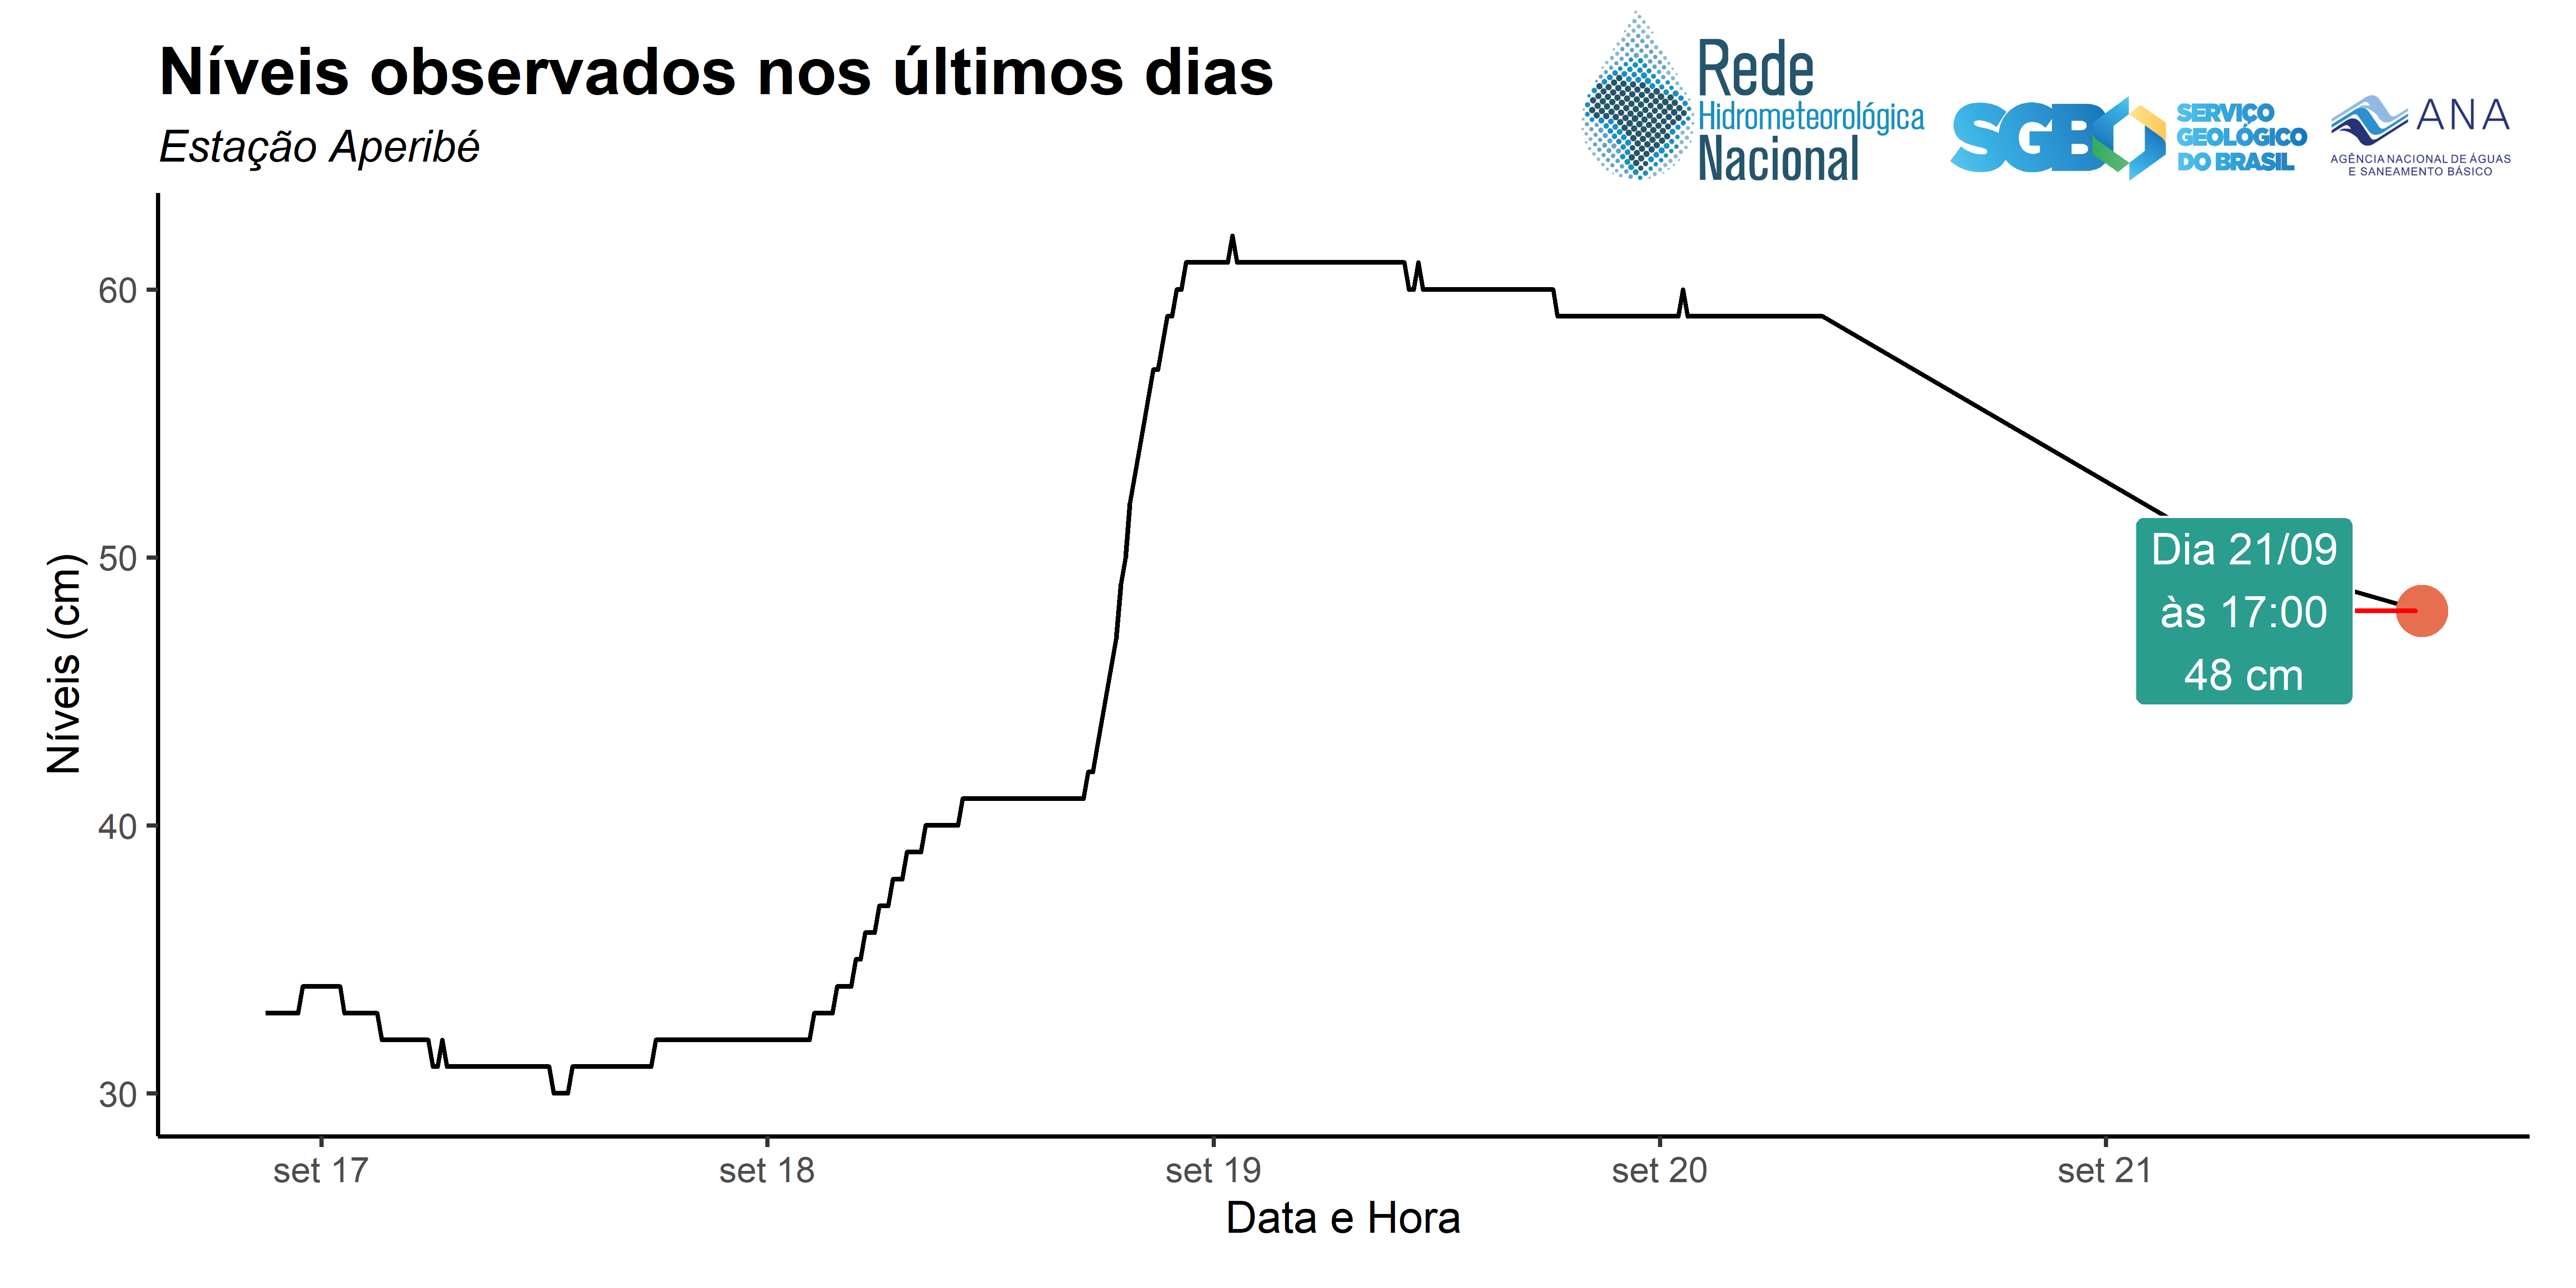 Níveis observados nos últimos dias
Estação Aperibé
Rede
Hidrometeorológica
Nacional
SGB
SERVIÇO
GEOLÓGICO
DO BRASIL
ANA
AGÊNCIA NACIONAL DE ÁGUAS
E SANEAMENTO BÁSICO
Níveis (cm)
60
50
40
30
Dia 21/09
às 17:00
48 cm
set 17
set 18
set 19
set 20
set 21
Data e Hora